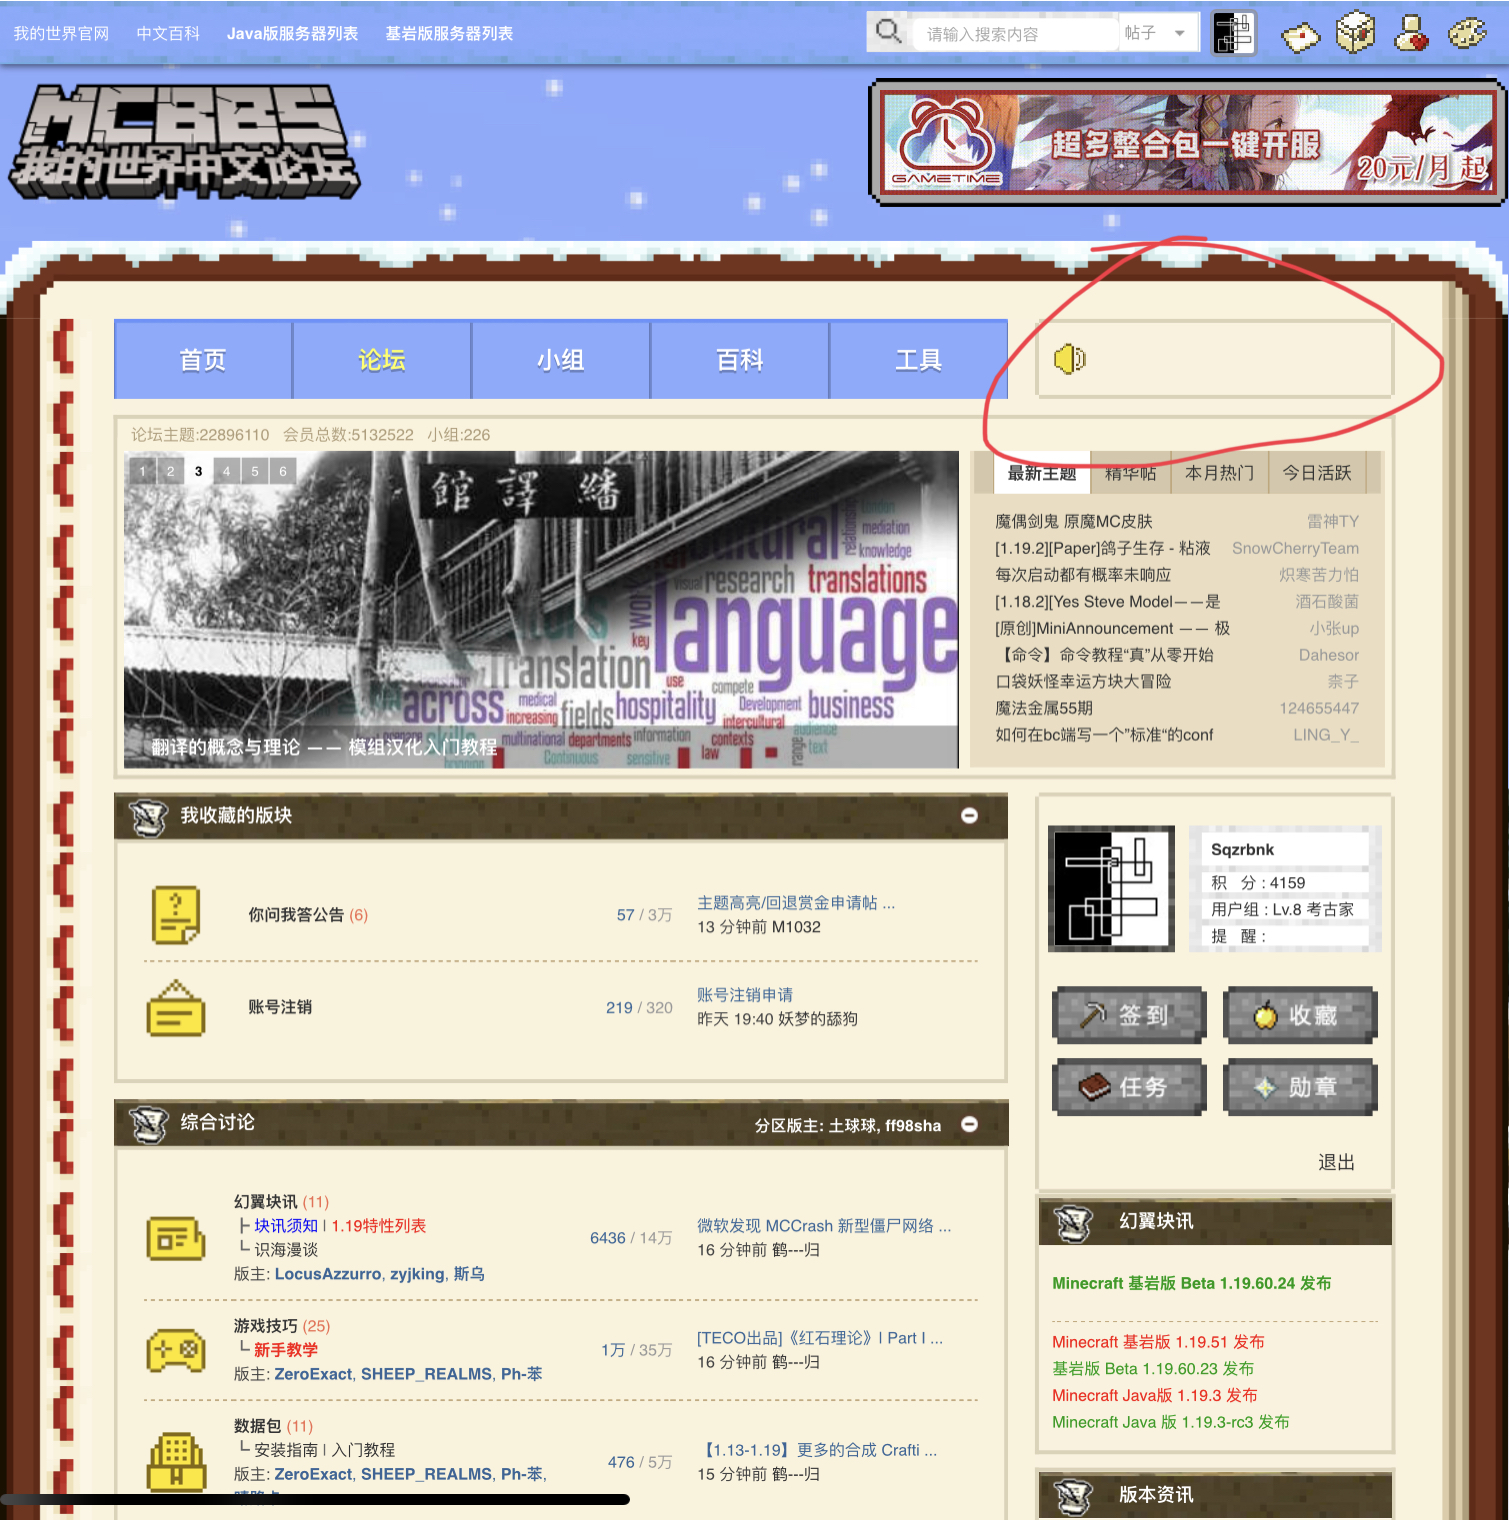 我的世界官网 中文百科 Java版服务器列表 基岩版服务器列表 请输入搜索内容 帖子
MCBBS
我的世界中文论坛
GAMETIME 超多整合包一键开服 20元/月 起
首页 论坛 小组 百科 工具
论坛主题:22896110 会员总数:5132522 小组:226
1 2 3 4 5 6
館 譯 繙
cultural
relationship
London
mediation
knowledge
visual research translations
language
key
Translation
use
compete
across
medical
increasing
fields
hospitality
Development
business
intercultural
audience
multinational departments information contexts
range
text
Continuous sensitive law
翻译的概念与理论 —— 模组汉化入门教程
最新主题 精华帖 本月热门 今日活跃
魔偶剑鬼 原魔MC皮肤 雷神TY
[1.19.2][Paper]鸽子生存 - 粘液 SnowCherryTeam
每次启动都有概率未响应 炽寒苦力怕
[1.18.2][Yes Steve Model——是 酒石酸菌
[原创]MiniAnnouncement —— 极 小张up
【命令】命令教程“真”从零开始 Dahesor
口袋妖怪幸运方块大冒险 柰子
魔法金属55期 124655447
如何在bc端写一个”标准“的conf LING_Y_
我收藏的版块
你问我答公告 (6) 57 / 3万 主题高亮/回退赏金申请帖 ...
13 分钟前 M1032
账号注销 219 / 320 账号注销申请
昨天 19:40 妖梦的舔狗
综合讨论 分区版主: 土球球, ff98sha
幻翼块讯 (11)
├ 块讯须知 | 1.19特性列表
└ 识海漫谈
版主: LocusAzzurro, zyjking, 斯乌
6436 / 14万
微软发现 MCCrash 新型僵尸网络 ...
16 分钟前 鹤---归
游戏技巧 (25)
└ 新手教学
版主: ZeroExact, SHEEP_REALMS, Ph-苯
1万 / 35万
[TECO出品]《红石理论》| Part I ...
16 分钟前 鹤---归
数据包 (11)
└ 安装指南 | 入门教程
版主: ZeroExact, SHEEP_REALMS, Ph-苯,
476 / 5万
【1.13-1.19】更多的合成 Crafti ...
15 分钟前 鹤---归
Sqzrbnk
积 分 : 4159
用户组 : Lv.8 考古家
提 醒 :
签到 收藏
任务 勋章
退出
幻翼块讯
Minecraft 基岩版 Beta 1.19.60.24 发布
Minecraft 基岩版 1.19.51 发布
基岩版 Beta 1.19.60.23 发布
Minecraft Java版 1.19.3 发布
Minecraft Java 版 1.19.3-rc3 发布
版本资讯